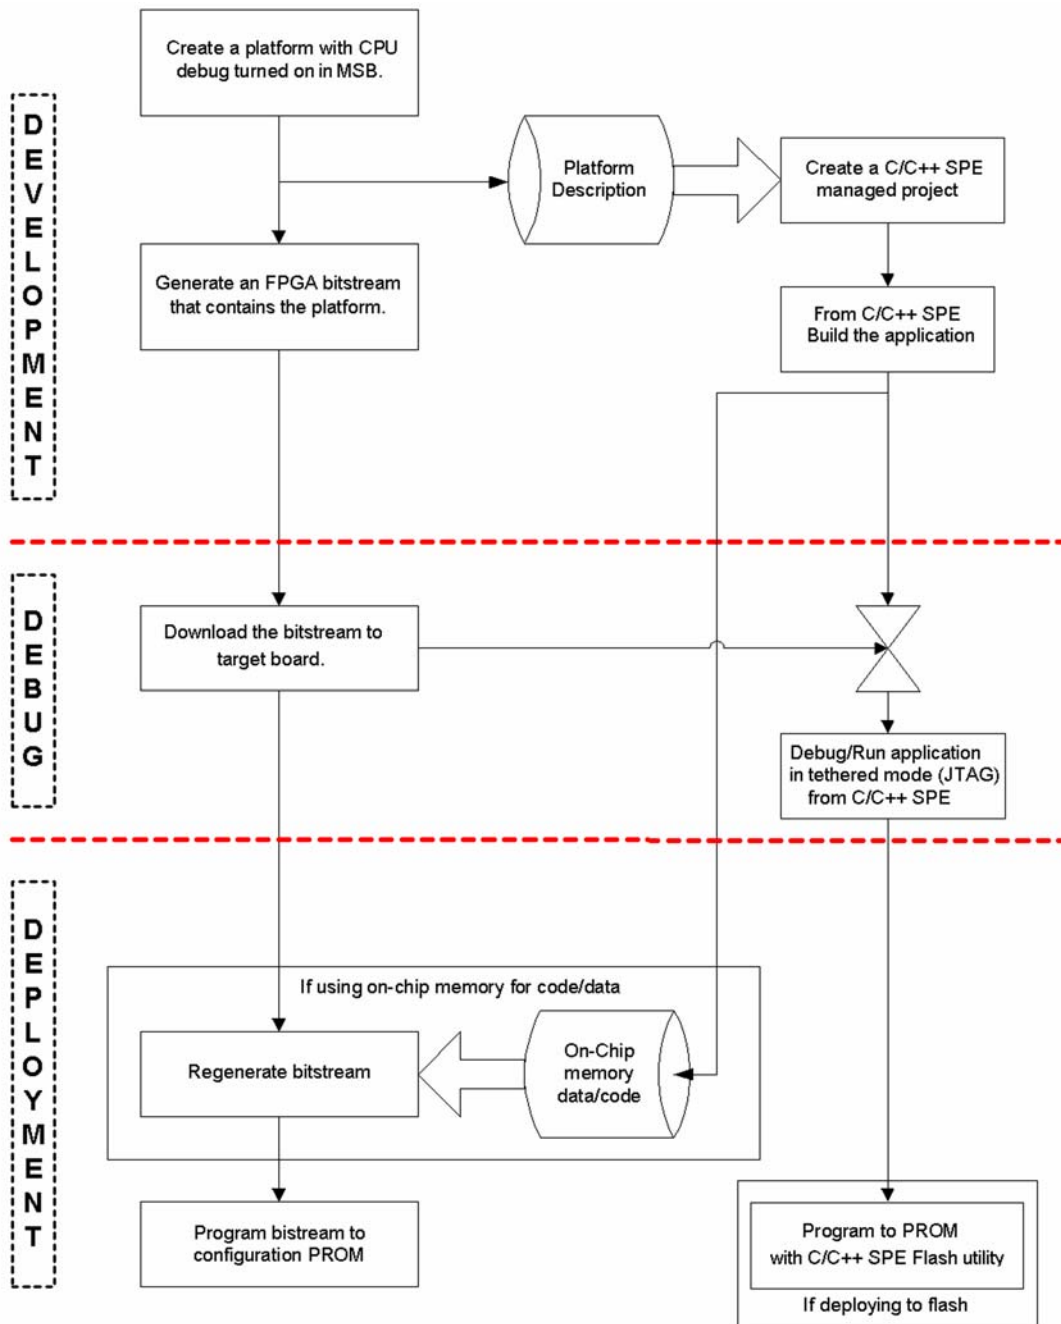 DEVELOPMENT
Create a platform with CPU
debug turned on in MSB.
Platform
Description
Create a C/C++ SPE
managed project
Generate an FPGA bitstream
that contains the platform.
From C/C++ SPE
Build the application
DEBUG
Download the bitstream to
target board.
Debug/Run application
in tethered mode (JTAG)
from C/C++ SPE
DEPLOYMENT
If using on-chip memory for code/data
Regenerate bitstream
On-Chip
memory
data/code
Program bistream to
configuration PROM
Program to PROM
with C/C++ SPE Flash utility
If deploying to flash